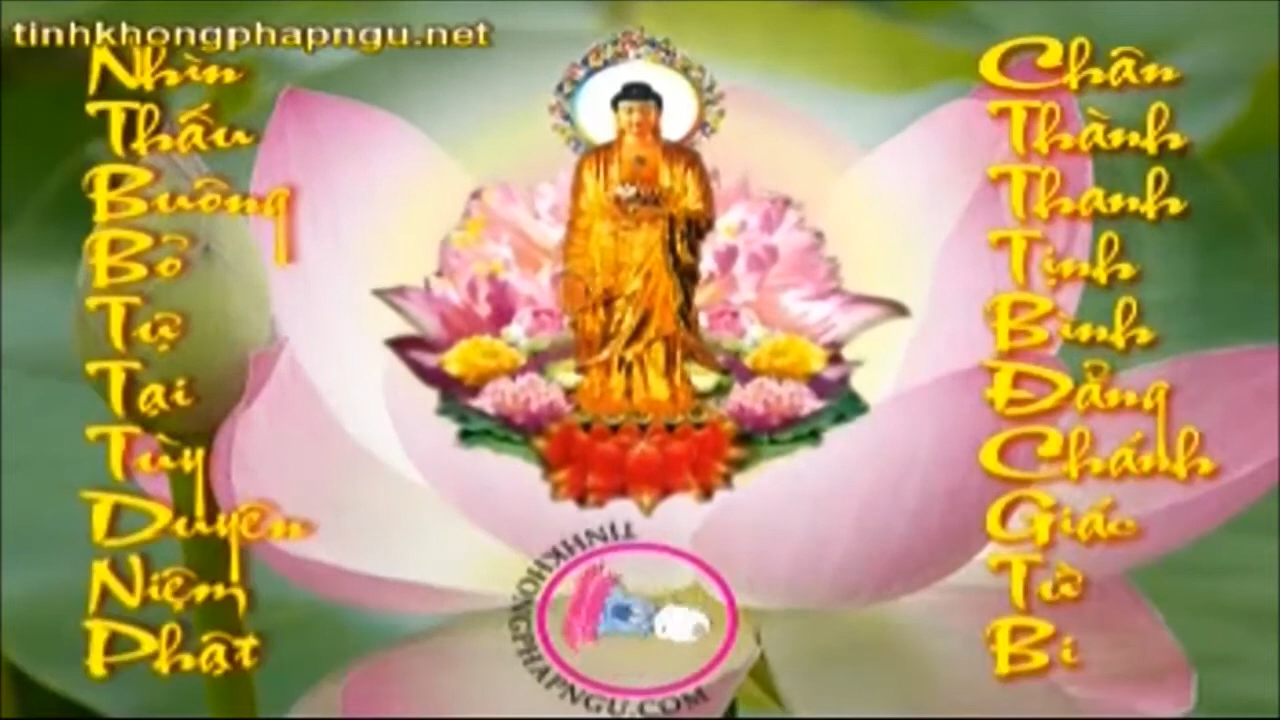 tinhkhongphapngu.net
Nhìn
Thấu
Buông
Bỏ
Tự
Tại
Tùy
Duyên
Niệm
Phật
Chân
Thành
Thanh
Tịnh
Bình
Đẳng
Chánh
Giác
Từ
Bi
TINHKHONGPHAPNGU.COM